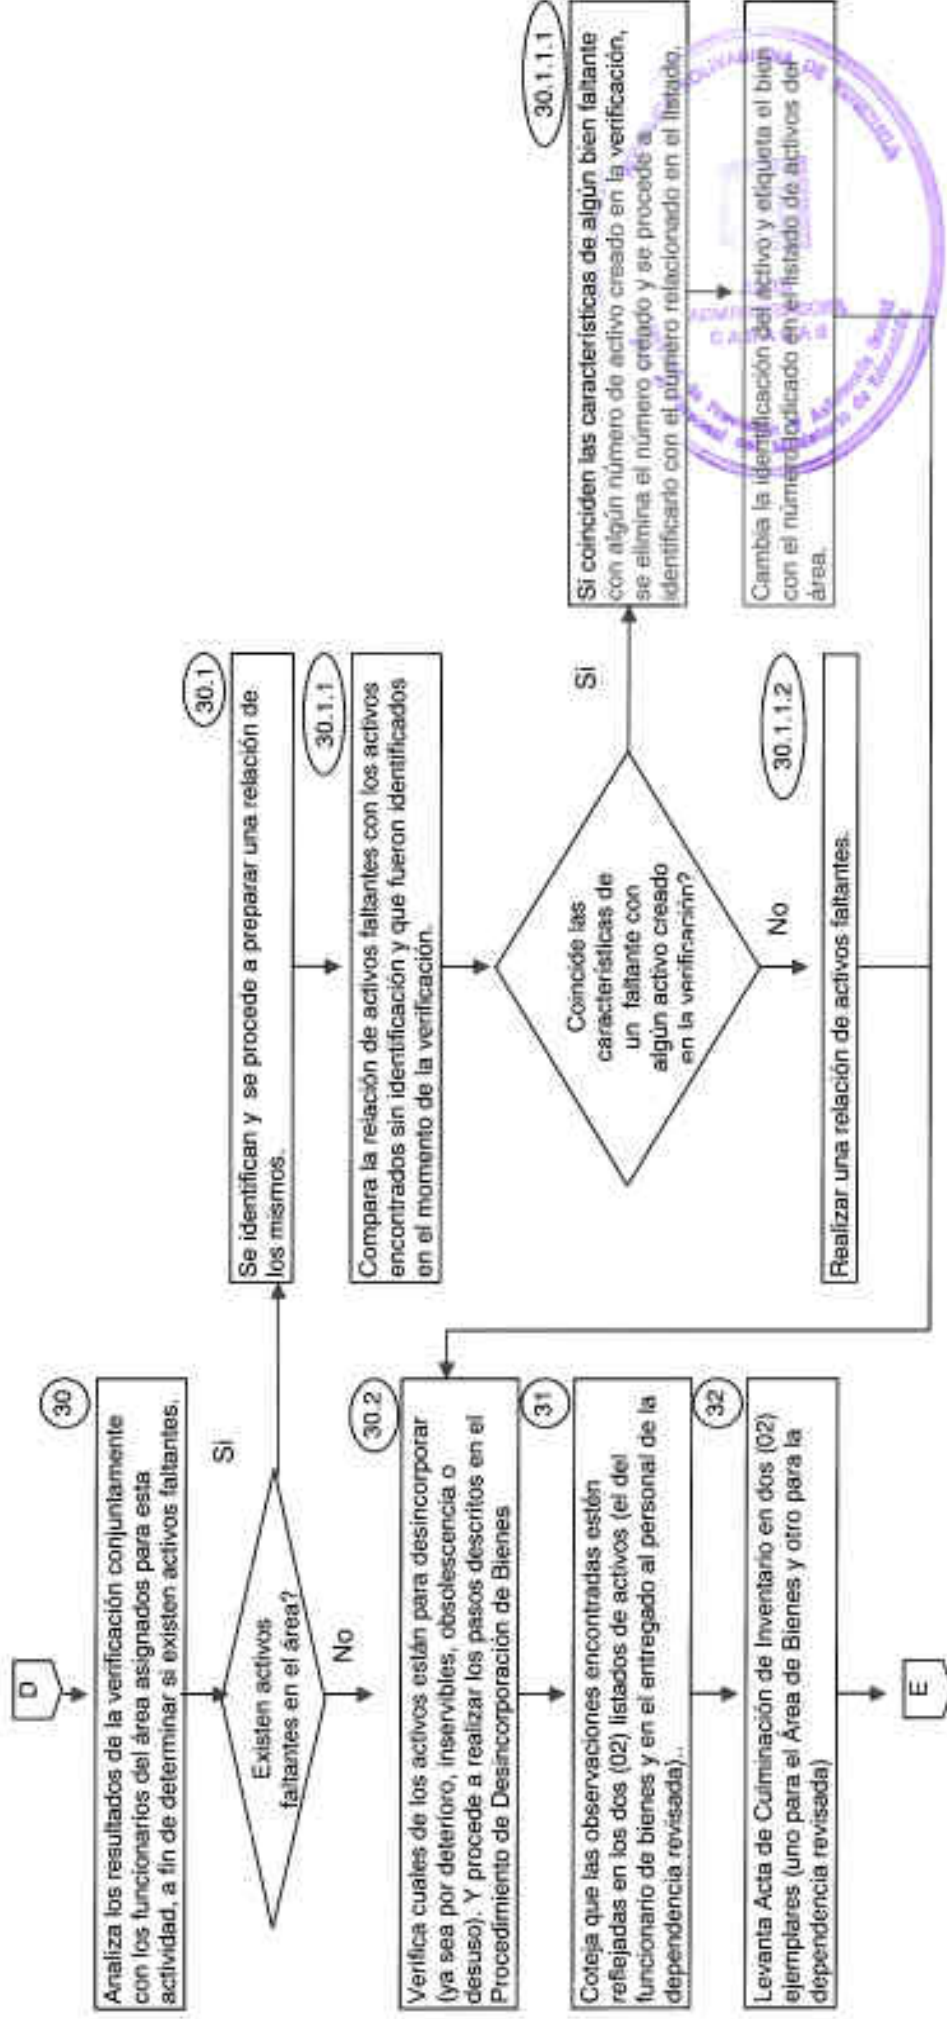 D
30
Analiza los resultados de la verificación conjuntamente
con los funcionarios del área asignados para esta
actividad, a fin de determinar si existen activos faltantes.
Existen activos
faltantes en el área?
Si
No
30.1
Se identifican y se procede a preparar una relación de
los mismos.
30.1.1
Compara la relación de activos faltantes con los activos
encontrados sin identificación y que fueron identificados
en el momento de la verificación.
Coincide las
características de
un faltante con
algún activo creado
en la verificación?
Si
No
30.1.1.1
Si coinciden las características de algún bien faltante
con algún número de activo creado en la verificación,
se elimina el número creado y se procede a
identificarlo con el número relacionado en el listado.
Cambia la identificación del activo y etiqueta el bien
con el número indicado en el listado de activos del
área.
30.1.1.2
Realizar una relación de activos faltantes.
30.2
Verifica cuales de los activos están para desincorporar
(ya sea por deterioro, inservibles, obsolescencia o
desuso). Y procede a realizar los pasos descritos en el
Procedimiento de Desincorporación de Bienes
31
Coteja que las observaciones encontradas estén
reflejadas en los dos (02) listados de activos (el del
funcionario de bienes y en el entregado al personal de la
dependencia revisada)..
32
Levanta Acta de Culminación de Inventario en dos (02)
ejemplares (uno para el Área de Bienes y otro para la
dependencia revisada)
E